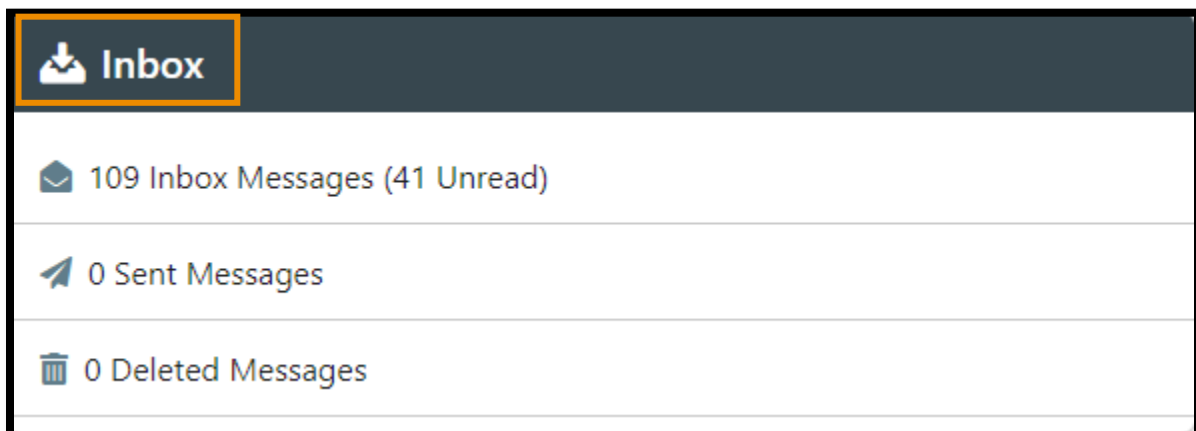 Inbox
109 Inbox Messages (41 Unread)
0 Sent Messages
0 Deleted Messages